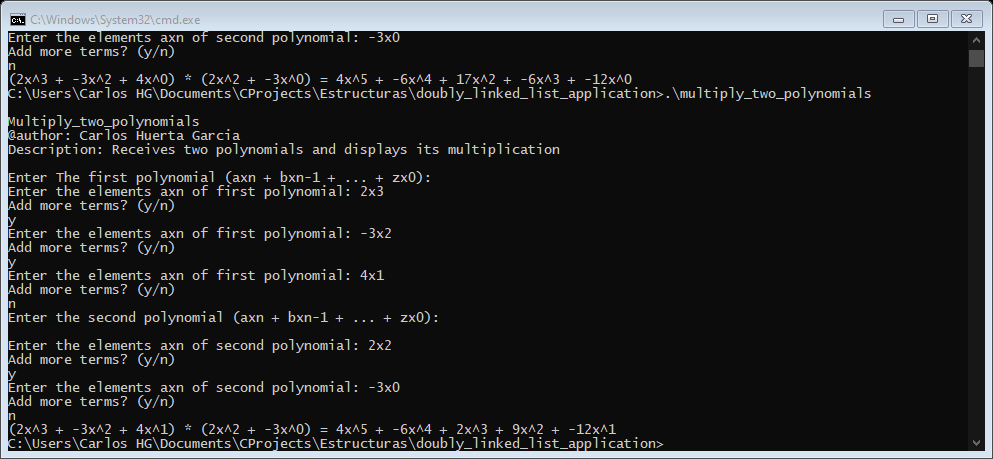 C:\Windows\System32\cmd.exe
Enter the elements axn of second polynomial: -3x0
Add more terms? (y/n)
n
(2x^3 + -3x^2 + 4x^0) * (2x^2 + -3x^0) = 4x^5 + -6x^4 + 17x^2 + -6x^3 + -12x^0
C:\Users\Carlos HG\Documents\CProjects\Estructuras\doubly_linked_list_application>.\multiply_two_polynomials
Multiply_two_polynomials
@author: Carlos Huerta Garcia
Description: Receives two polynomials and displays its multiplication
Enter The first polynomial (axn + bxn-1 + ... + zx0):
Enter the elements axn of first polynomial: 2x3
Add more terms? (y/n)
y
Enter the elements axn of first polynomial: -3x2
Add more terms? (y/n)
y
Enter the elements axn of first polynomial: 4x1
Add more terms? (y/n)
n
Enter the second polynomial (axn + bxn-1 + ... + zx0):
Enter the elements axn of second polynomial: 2x2
Add more terms? (y/n)
y
Enter the elements axn of second polynomial: -3x0
Add more terms? (y/n)
n
(2x^3 + -3x^2 + 4x^1) * (2x^2 + -3x^0) = 4x^5 + -6x^4 + 2x^3 + 9x^2 + -12x^1
C:\Users\Carlos HG\Documents\CProjects\Estructuras\doubly_linked_list_application>